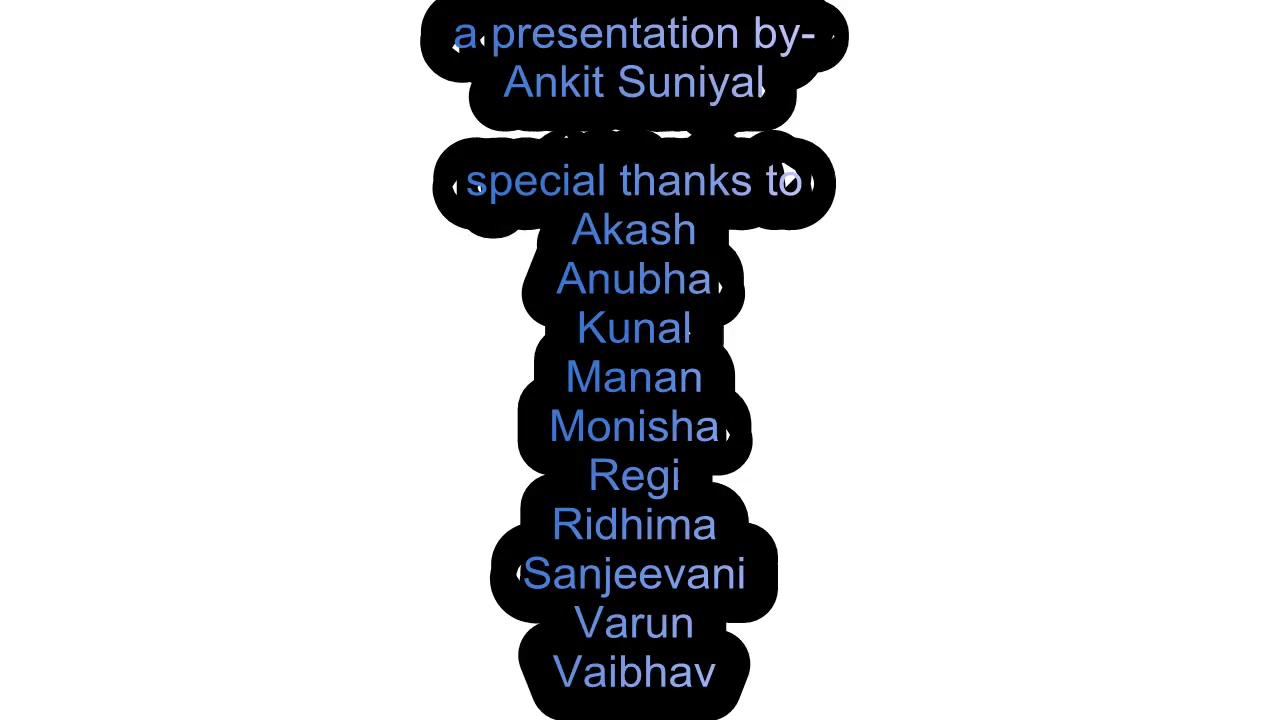 a presentation by-
Ankit Suniyal
special thanks to
Akash
Anubha
Kunal
Manan
Monisha
Regi
Ridhima
Sanjeevani
Varun
Vaibhav